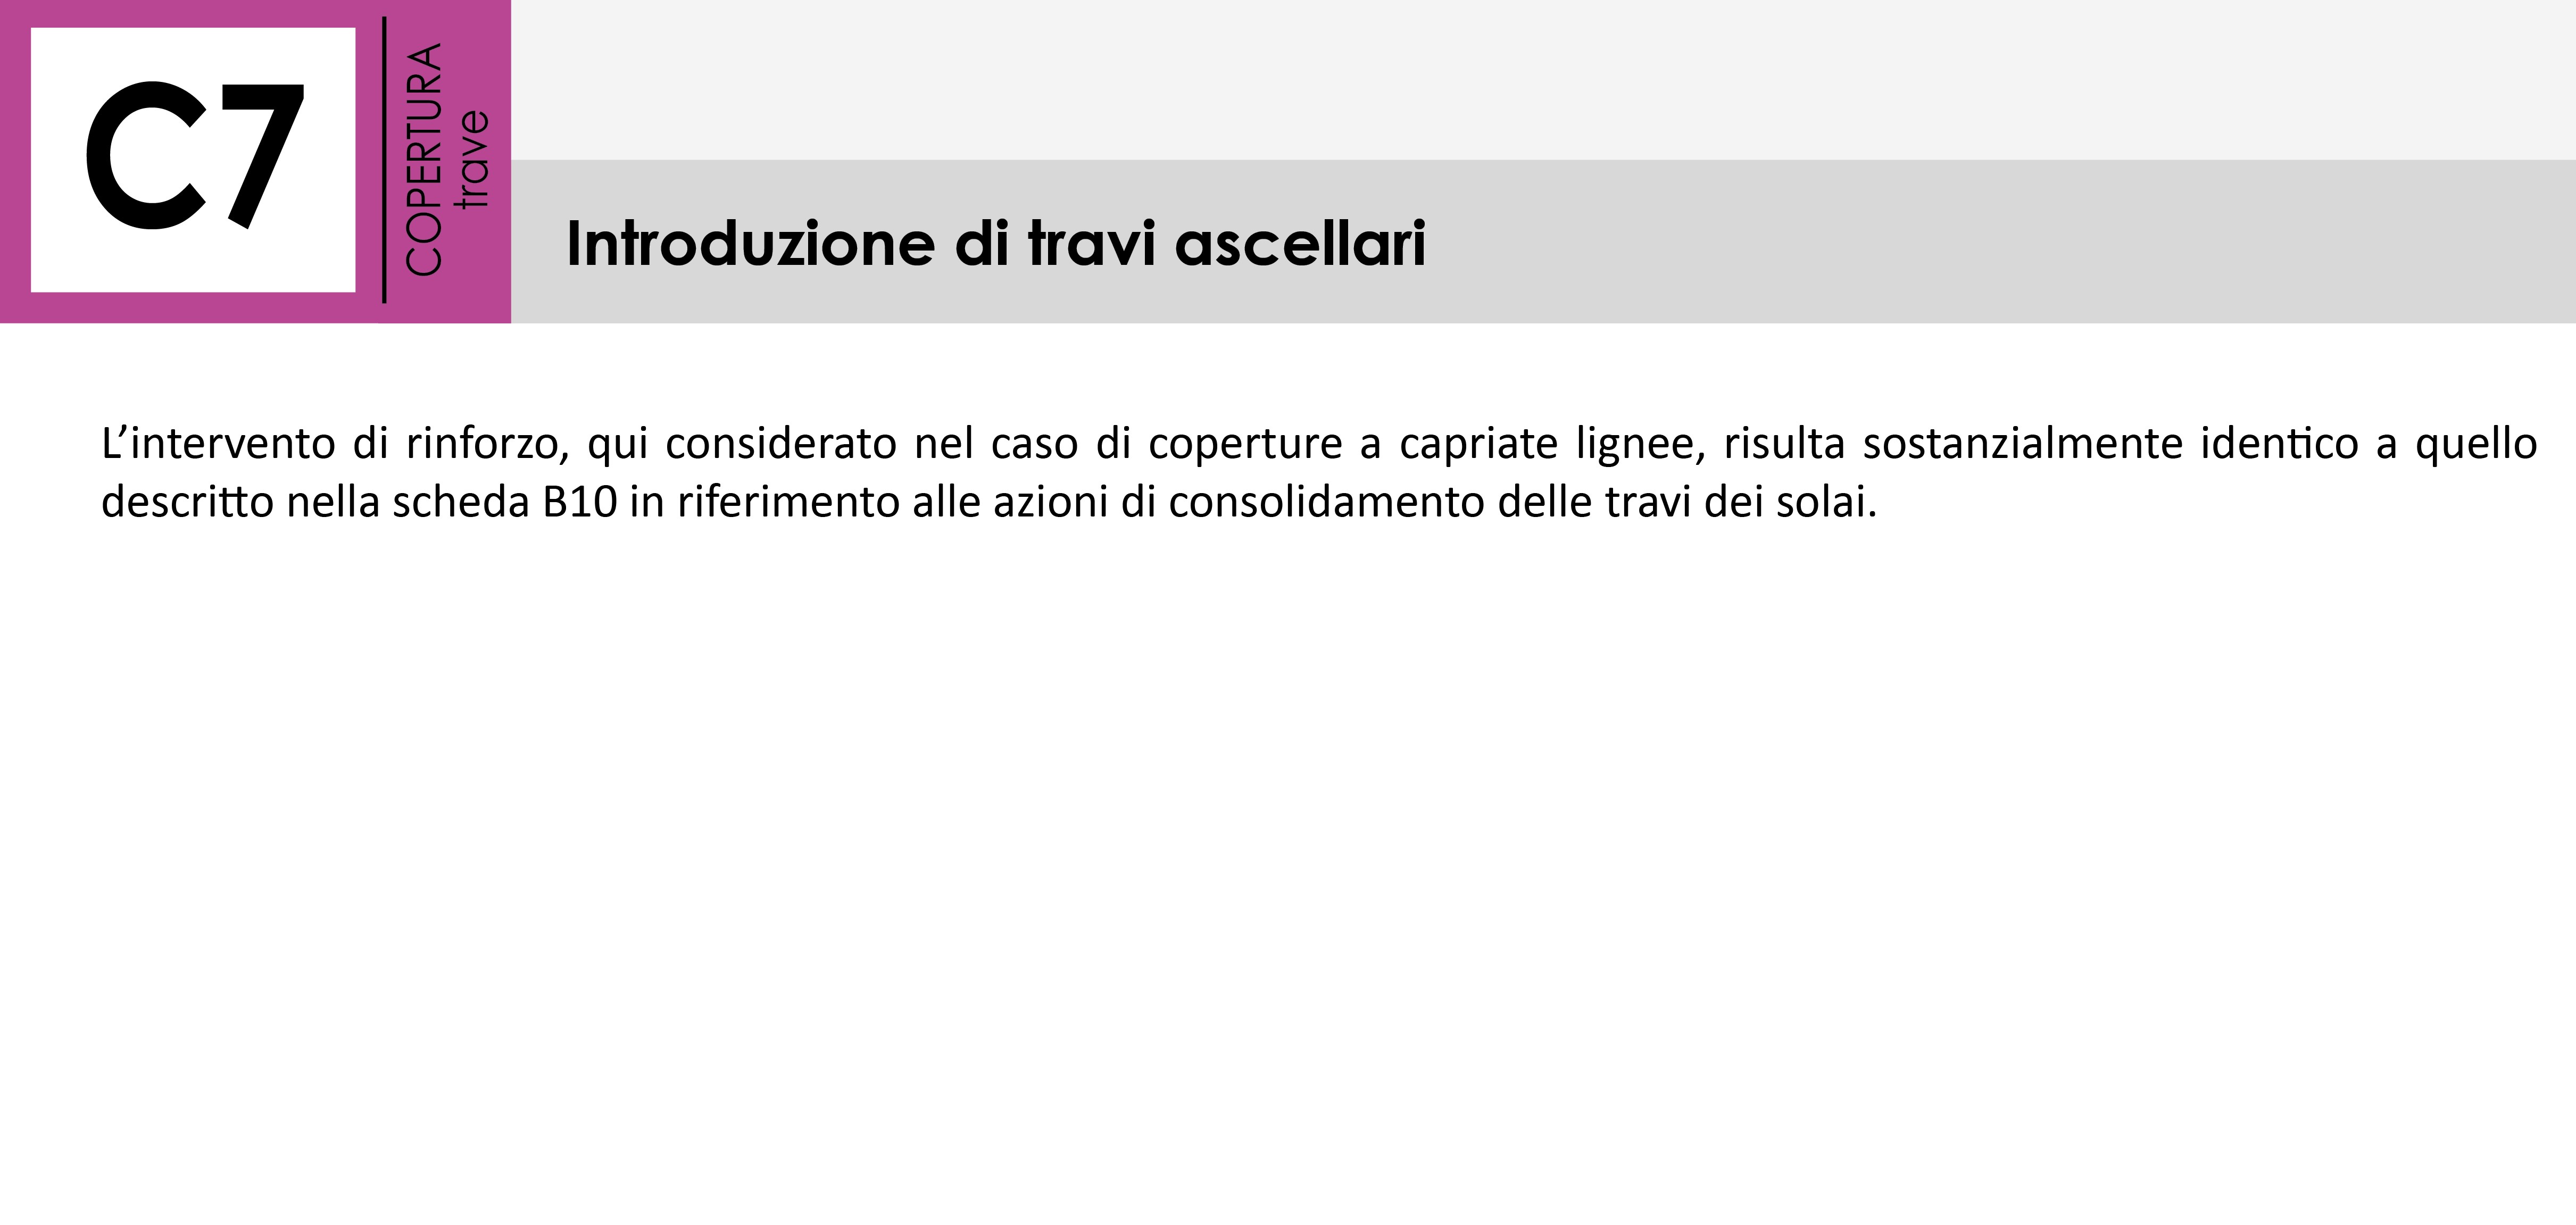 C7
COPERTURA
trave
Introduzione di travi ascellari
L’intervento di rinforzo, qui considerato nel caso di coperture a capriate lignee, risulta sostanzialmente identico a quello
descritto nella scheda B10 in riferimento alle azioni di consolidamento delle travi dei solai.